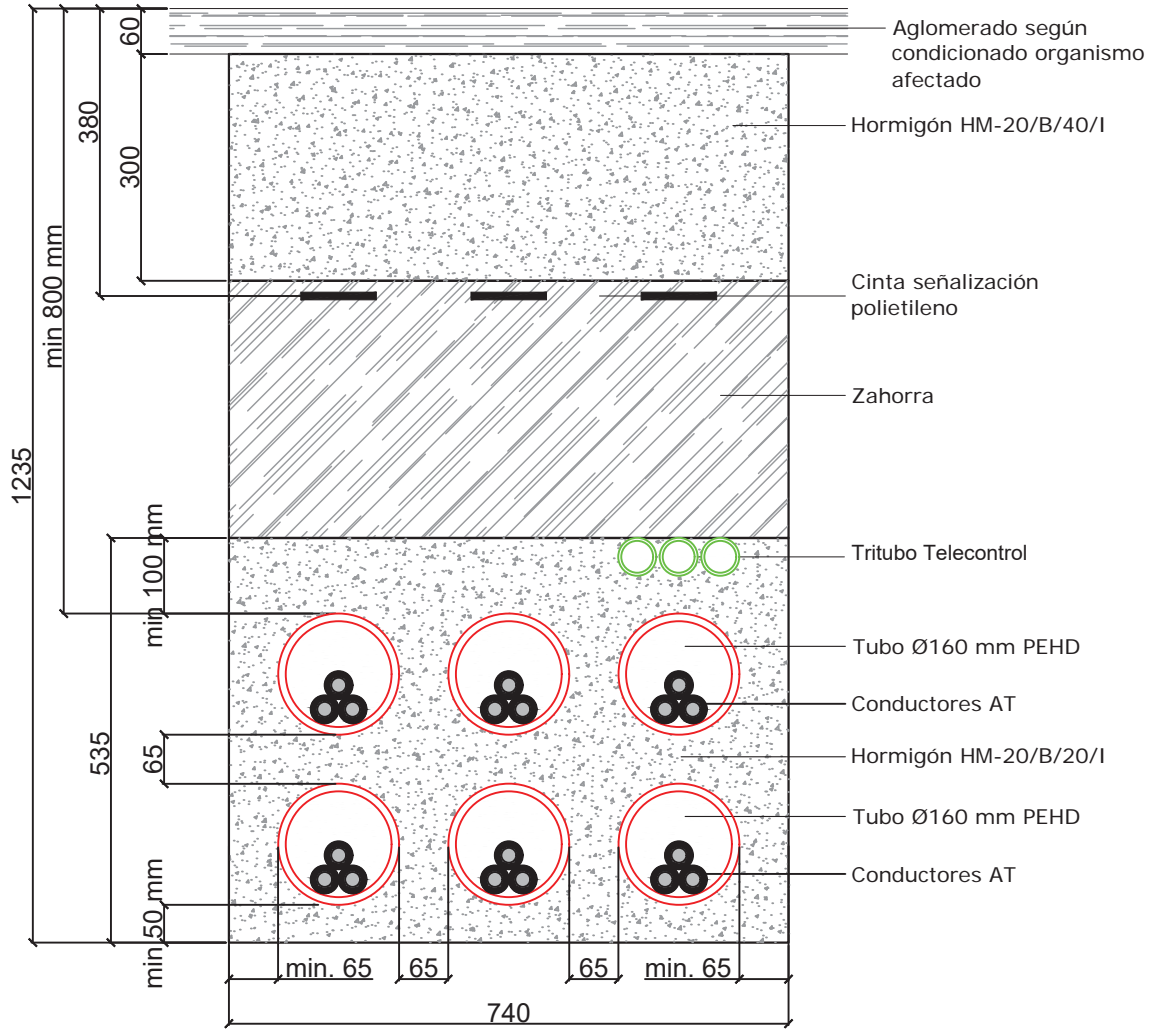 60
Aglomerado según
condicionado organismo
afectado
380
300
Hormigón HM-20/B/40/I
min 800 mm
Cinta señalización
polietileno
Zahorra
1235
min 100 mm
Tritubo Telecontrol
Tubo Ø160 mm PEHD
Conductores AT
535
65
Hormigón HM-20/B/20/I
Tubo Ø160 mm PEHD
Conductores AT
min 50 mm
min. 65
65
65
min. 65
740